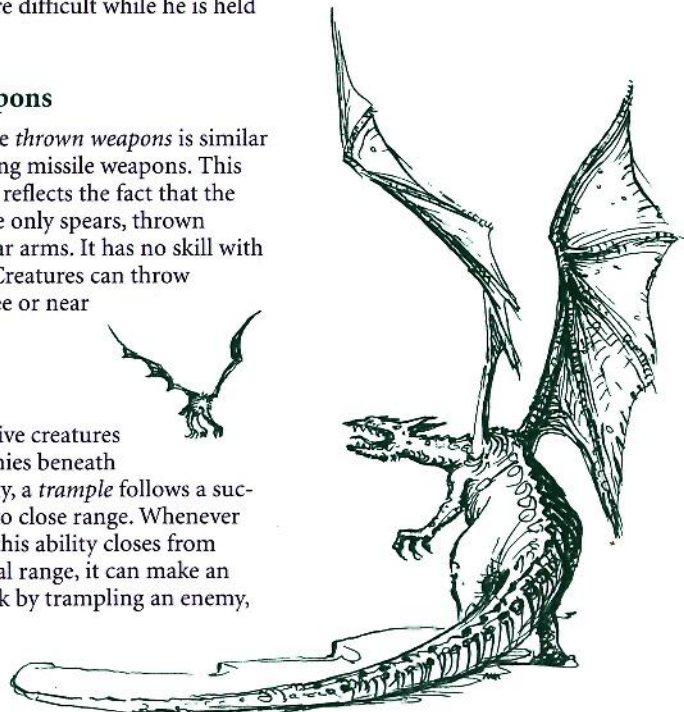 re difficult while he is held
pons
e thrown weapons is similar
ng missile weapons. This
reflects the fact that the
e only spears, thrown
ar arms. It has no skill with
Creatures can throw
ee or near
ive creatures
nies beneath
y, a trample follows a suc-
o close range. Whenever
this ability closes from
al range, it can make an
k by trampling an enemy,